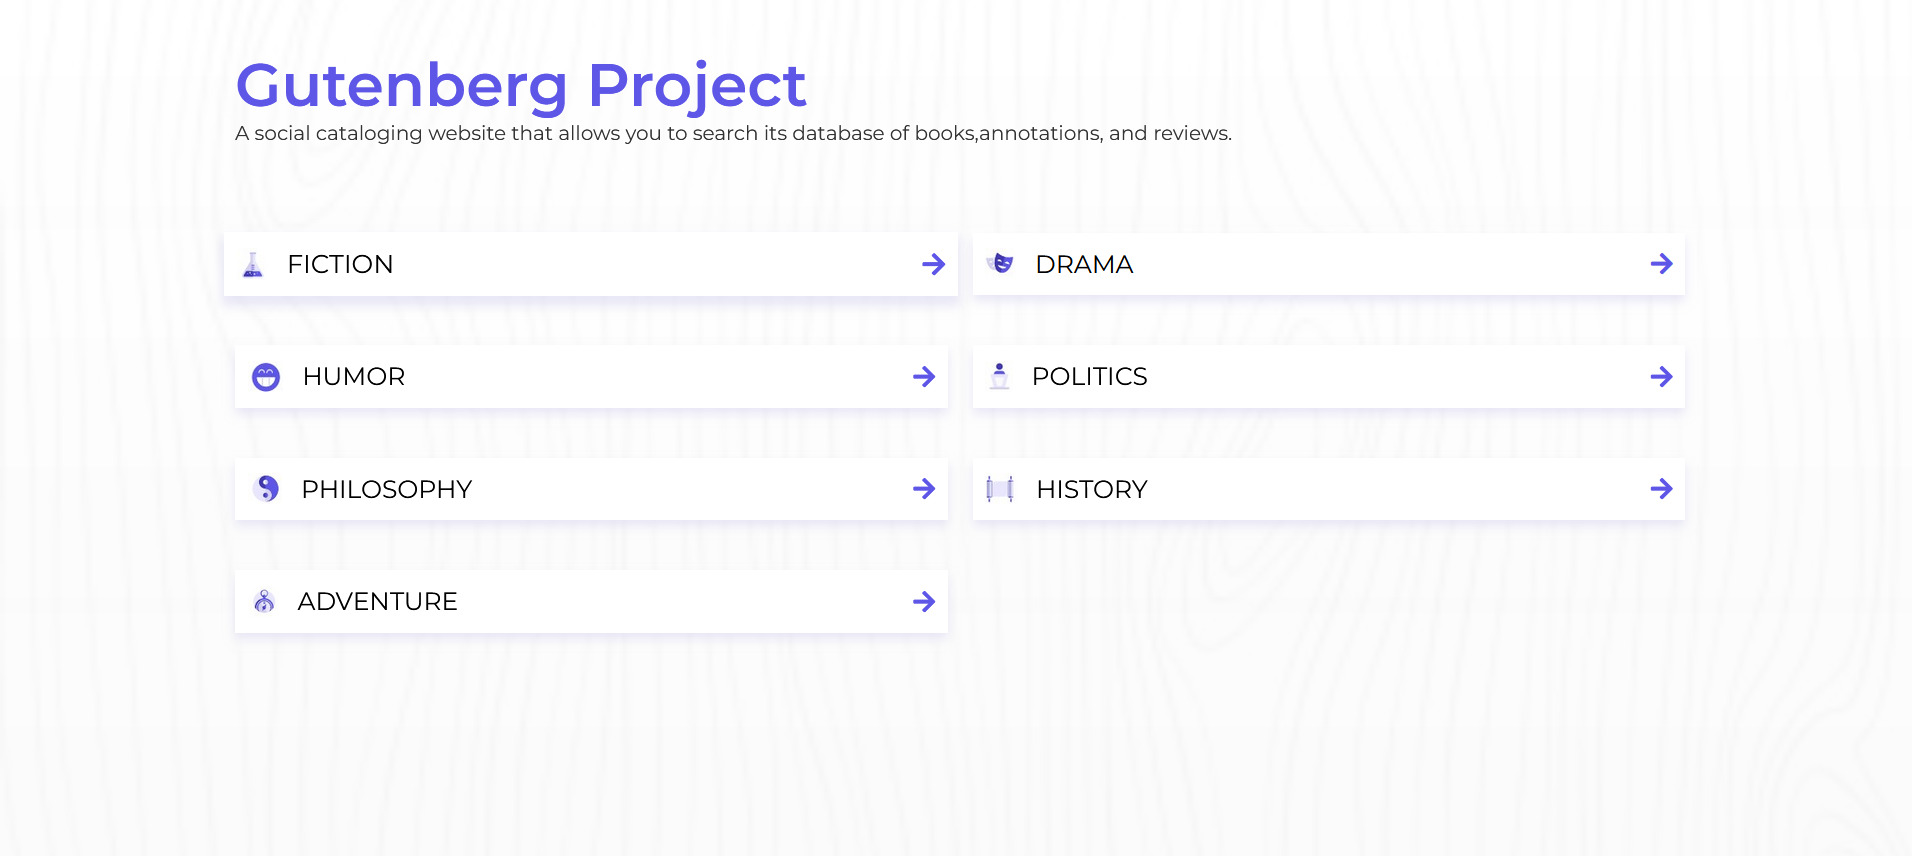 Gutenberg Project
A social cataloging website that allows you to search its database of books,annotations, and reviews.
FICTION
DRAMA
HUMOR
POLITICS
PHILOSOPHY
HISTORY
ADVENTURE